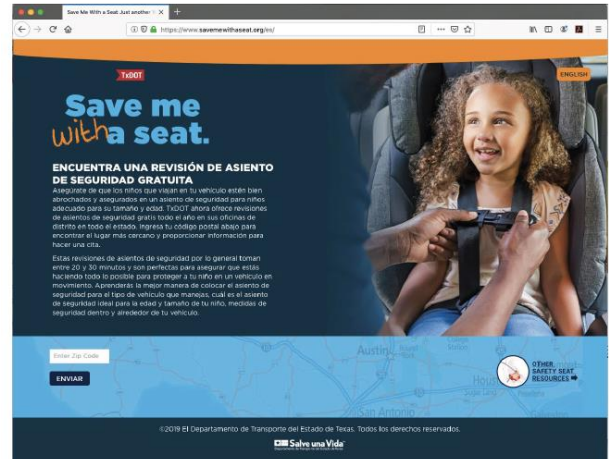 Save Me With a Seat Just another
https://www.savemewithaseat.org/es/
TxDOT
ENGLISH
Save me
with a seat.
ENCUENTRA UNA REVISIÓN DE ASIENTO
DE SEGURIDAD GRATUITA
Asegúrate de que los niños que viajan en tu vehículo estén bien
abrochados y asegurados en un asiento de seguridad para niños
adecuado para su tamaño y edad. TxDOT ahora ofrece revisiones
de asientos de seguridad gratis todo el año en sus oficinas de
distrito en todo el estado. Ingresa tu código postal abajo para
encontrar el lugar más cercano y proporcionar información para
hacer una cita.
Estas revisiones de asientos de seguridad por lo general toman
entre 20 y 30 minutos y son perfectas para asegurar que estás
haciendo todo lo posible para proteger a tu niño en un vehículo en
movimiento. Aprenderás la mejor manera de colocar el asiento de
seguridad para el tipo de vehículo que manejas, cuál es el asiento
de seguridad ideal para la edad y tamaño de tu niño, medidas de
seguridad dentro y alrededor de tu vehículo.
Enter Zip Code
ENVIAR
Austin
Houst
San Antonio
OTHER
SAFETY SEAT
RESOURCES
©2019 El Departamento de Transporte del Estado de Texas. Todos los derechos reservados.
Salve una Vida